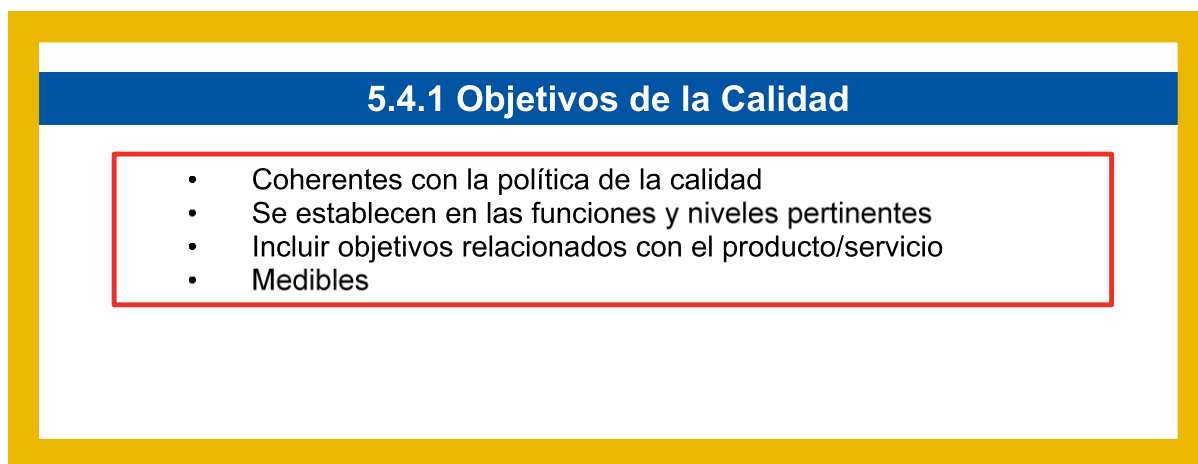 5.4.1 Objetivos de la Calidad
• Coherentes con la política de la calidad
• Se establecen en las funciones y niveles pertinentes
• Incluir objetivos relacionados con el producto/servicio
• Medibles